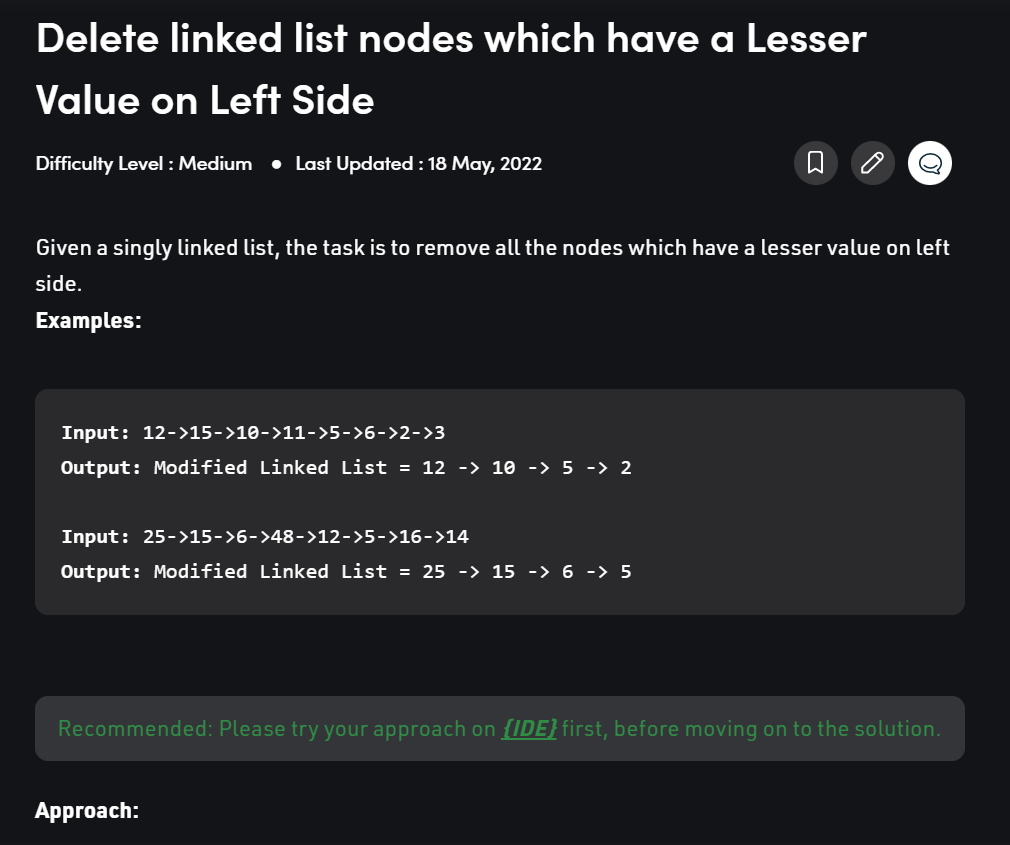 Delete linked list nodes which have a Lesser
Value on Left Side
Difficulty Level : Medium ● Last Updated : 18 May, 2022
Given a singly linked list, the task is to remove all the nodes which have a lesser value on left
side.
Examples:
Input: 12->15->10->11->5->6->2->3
Output: Modified Linked List = 12 -> 10 -> 5 -> 2
Input: 25->15->6->48->12->5->16->14
Output: Modified Linked List = 25 -> 15 -> 6 -> 5
Recommended: Please try your approach on {IDE} first, before moving on to the solution.
Approach: